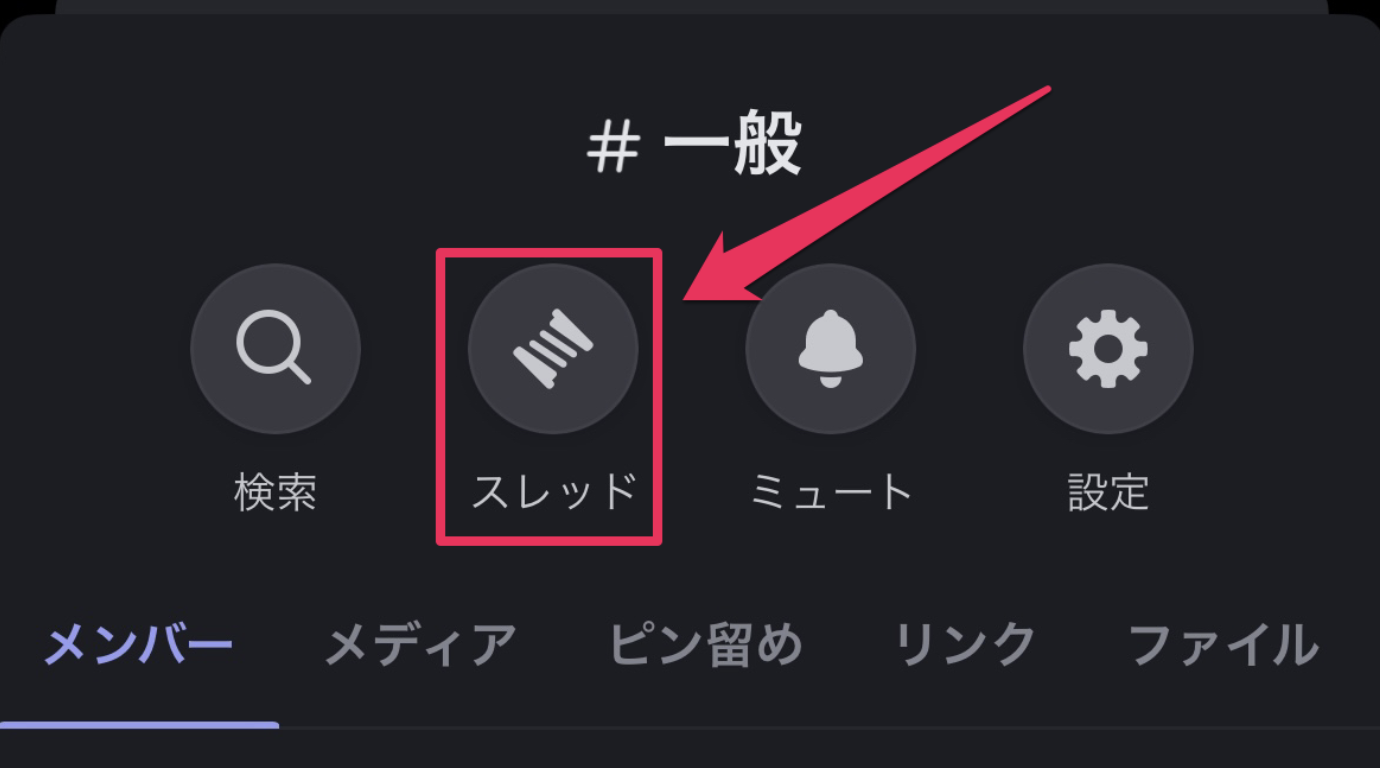 # 一般
検索 スレッド ミュート 設定
メンバー メディア ピン留め リンク ファイル